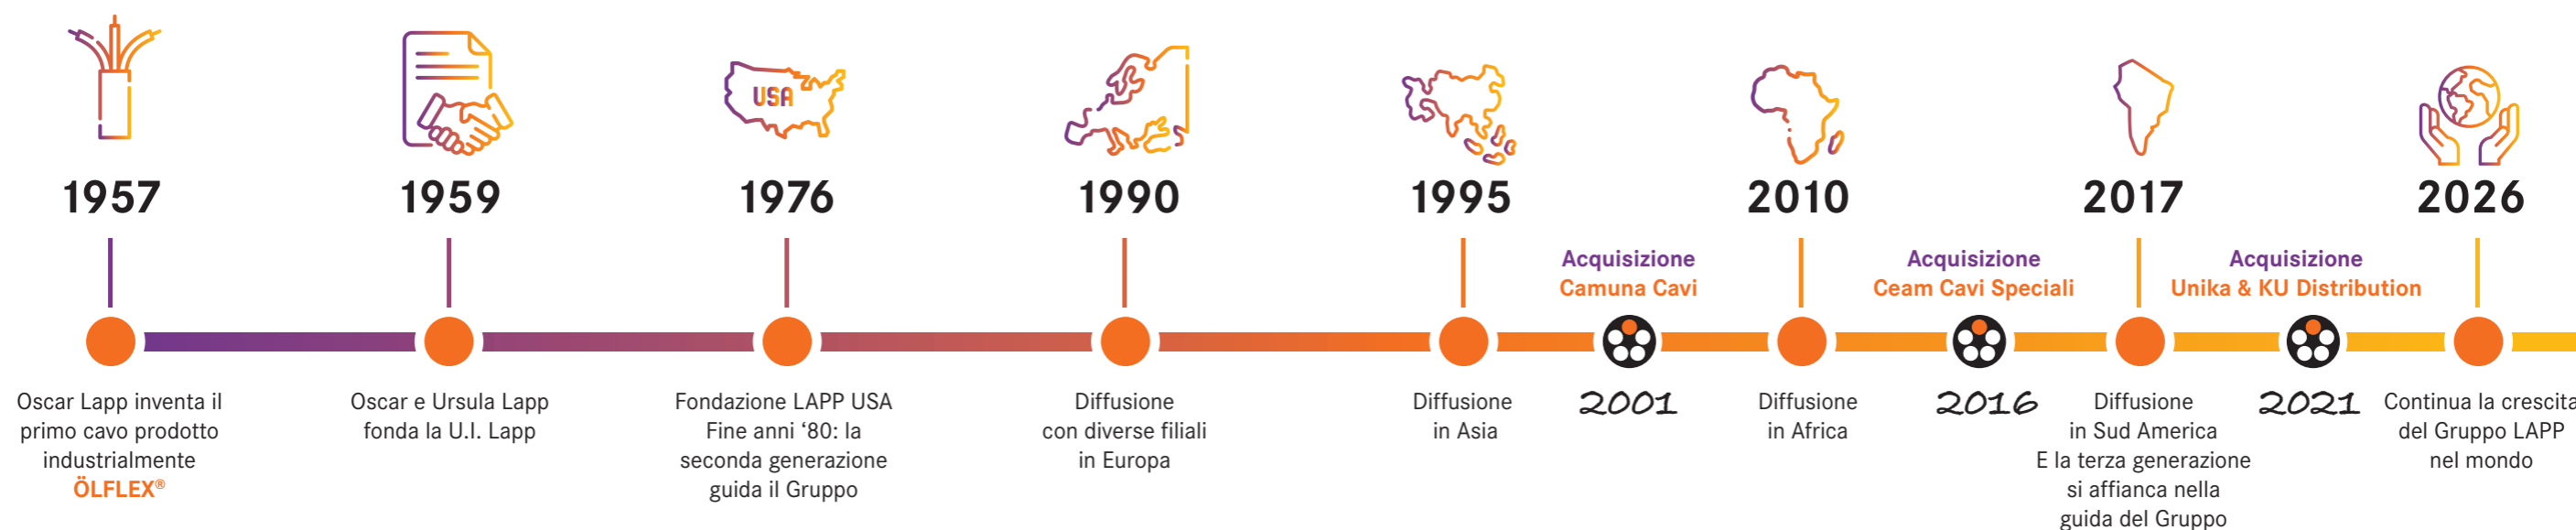 USA
1957
1959
1976
1990
1995
2010
2017
2026
Acquisizione
Camuna Cavi
Acquisizione
Ceam Cavi Speciali
Acquisizione
Unika & KU Distribution
Oscar Lapp inventa il
primo cavo prodotto
industrialmente
ÖLFLEX®
Oscar e Ursula Lapp
fonda la U.I. Lapp
Fondazione LAPP USA
Fine anni ‘80: la
seconda generazione
guida il Gruppo
Diffusione
con diverse filiali
in Europa
Diffusione
in Asia
2001
Diffusione
in Africa
2016
Diffusione
in Sud America
E la terza generazione
si affianca nella
guida del Gruppo
2021
Continua la crescita
del Gruppo LAPP
nel mondo